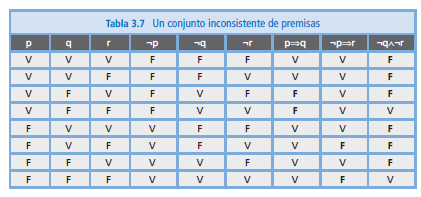 Tabla 3.7 Un conjunto inconsistente de premisas
p q r ¬p ¬q ¬r p⇒q ¬p⇒r ¬q∧¬r
V V V F F F V V F
V V F F F V V V F
V F V F V F F V F
V F F F V V F V V
F V V V F F V V F
F V F V F V V F F
F F V V V F V V F
F F F V V V V F V